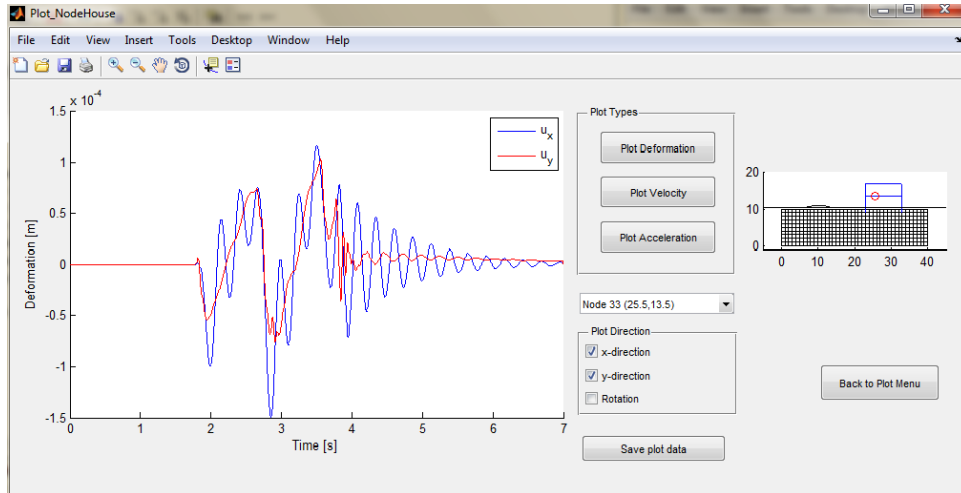 Plot_NodeHouse
File Edit View Insert Tools Desktop Window Help
x 10^-4
1.5
1
0.5
0
-0.5
-1
-1.5
Deformation [m]
0 1 2 3 4 5 6 7
Time [s]
u_x
u_y
Plot Types
Plot Deformation
Plot Velocity
Plot Acceleration
Node 33 (25.5,13.5)
Plot Direction
x-direction
y-direction
Rotation
Save plot data
20
10
0
0 10 20 30 40
Back to Plot Menu